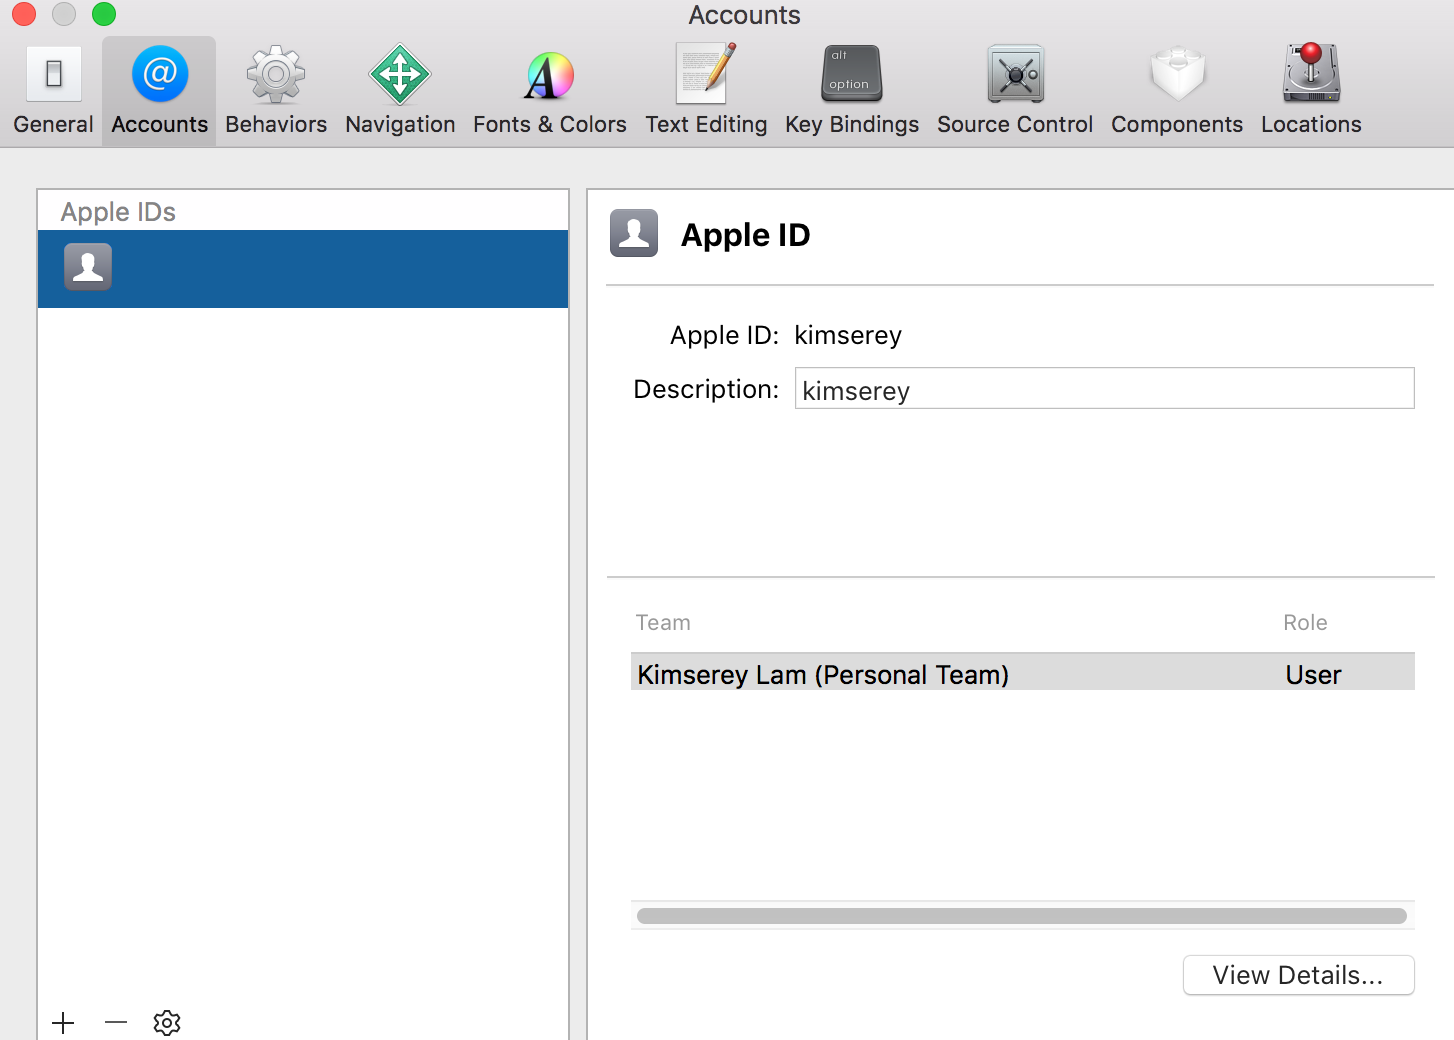 Accounts
alt
option
General Accounts Behaviors Navigation Fonts & Colors Text Editing Key Bindings Source Control Components Locations
Apple IDs
Apple ID
Apple ID: kimserey
Description: kimserey
Team Role
Kimserey Lam (Personal Team) User
View Details...